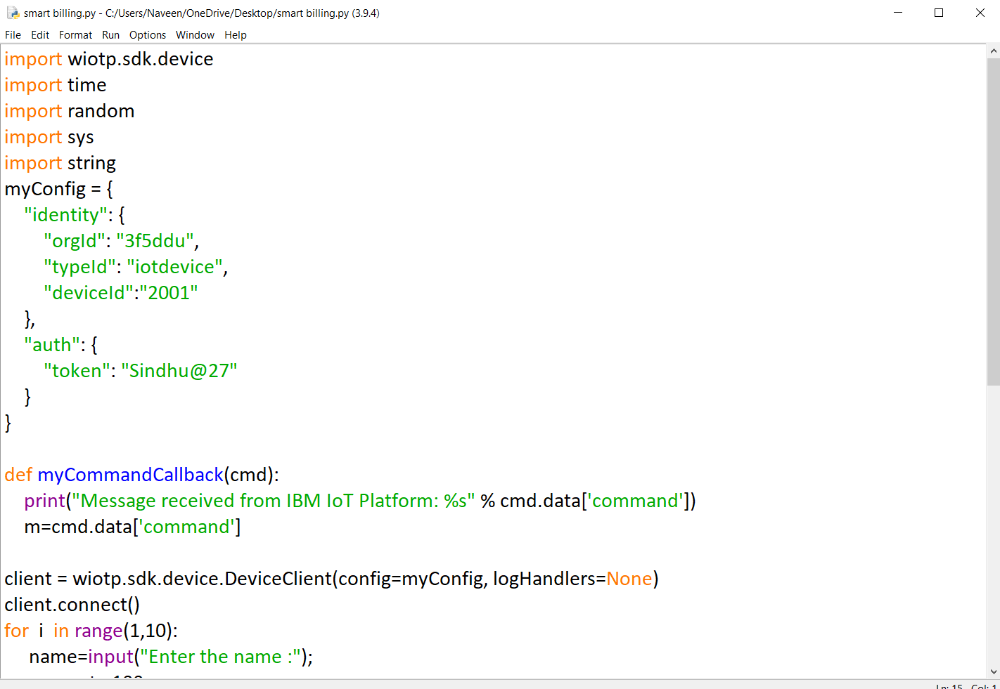 smart billing.py - C:/Users/Naveen/OneDrive/Desktop/smart billing.py (3.9.4)
File Edit Format Run Options Window Help
import wiotp.sdk.device
import time
import random
import sys
import string
myConfig = {
    "identity": {
        "orgId": "3f5ddu",
        "typeId": "iotdevice",
        "deviceId":"2001"
    },
    "auth": {
        "token": "Sindhu@27"
    }
}

def myCommandCallback(cmd):
    print("Message received from IBM IoT Platform: %s" % cmd.data['command'])
    m=cmd.data['command']

client = wiotp.sdk.device.DeviceClient(config=myConfig, logHandlers=None)
client.connect()
for  i  in range(1,10):
     name=input("Enter the name :");
Ln: 15 Col: 1